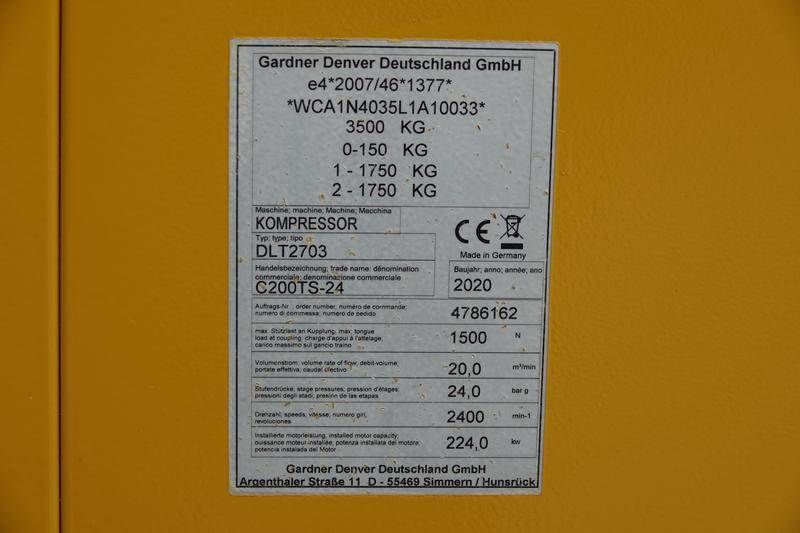 Gardner Denver Deutschland GmbH
e4*2007/46*1377*
*WCA1N4035L1A10033*
3500 KG
0-150 KG
1 - 1750 KG
2 - 1750 KG
Maschine; machine; Machine; Macchina
KOMPRESSOR
Typ; type; tipo
DLT2703
CE
Made in Germany
Handelsbezeichnung; trade name; dénomination
commerciale; denominazione commerciale
C200TS-24
Baujahr; anno; année; ano
2020
Auftrags-Nr.; order number; numéro de commande;
numero di commessa; numero de pedido
4786162
max. Stützlast an Kupplung; max. tongue
load at coupling; charge d'appui à l'attelage;
carico massimo sul gancio traino
1500 N
Volumenstrom; volume rate of flow; debit-volume;
portate effettiva; caudal efectivo
20,0 m³/min
Stufendrücke; stage pressures; pression d'étages;
pressioni degli stadi; presión de las etapas
24,0 bar g
Drehzahl; speeds; vitesse; numero giri;
revoluciones
2400 min-1
Installierte motorleistung; installed motor capacity;
puissance moteur installée; potenza installata del motore;
potencia instalada del Motor
224,0 kw
Gardner Denver Deutschland GmbH
Argenthaler Straße 11 D - 55469 Simmern / Hunsrück